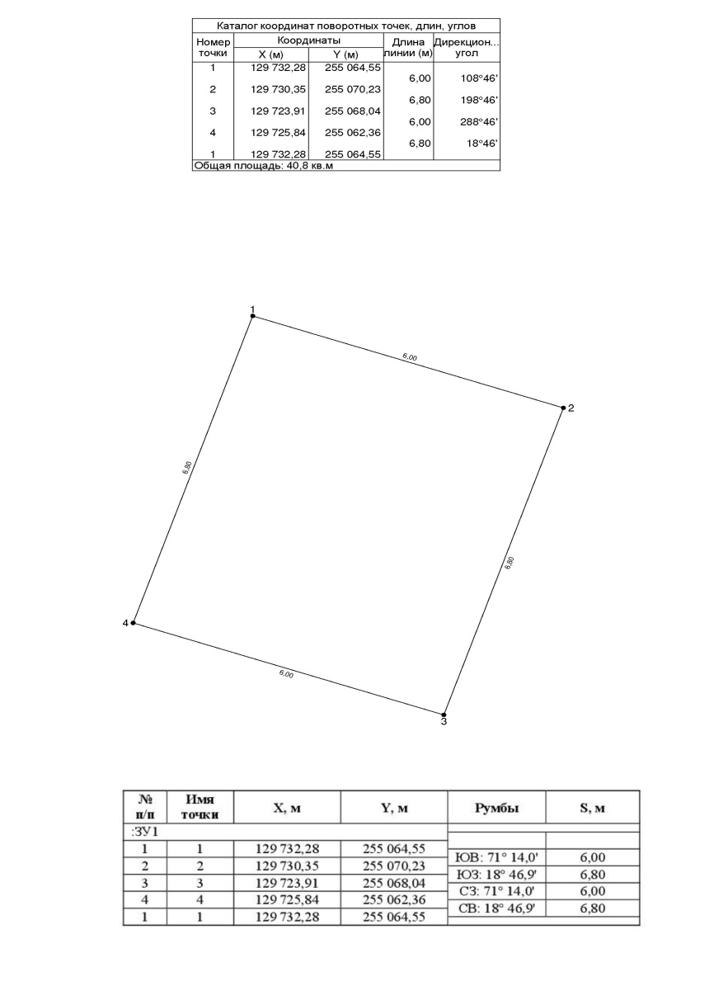 Каталог координат поворотных точек, длин, углов
Номер точки Координаты Длина линии (м) Дирекцион... угол
X (м) Y (м)
1 129 732,28 255 064,55
6,00 108°46'
2 129 730,35 255 070,23
6,80 198°46'
3 129 723,91 255 068,04
6,00 288°46'
4 129 725,84 255 062,36
6,80 18°46'
1 129 732,28 255 064,55
Общая площадь: 40,8 кв.м
1
6,00
2
6,80
6,80
4
6,00
3
№ п/п Имя точки X, м Y, м Румбы S, м
:ЗУ1
1 1 129 732,28 255 064,55
ЮВ: 71° 14,0' 6,00
2 2 129 730,35 255 070,23
ЮЗ: 18° 46,9' 6,80
3 3 129 723,91 255 068,04
СЗ: 71° 14,0' 6,00
4 4 129 725,84 255 062,36
СВ: 18° 46,9' 6,80
1 1 129 732,28 255 064,55